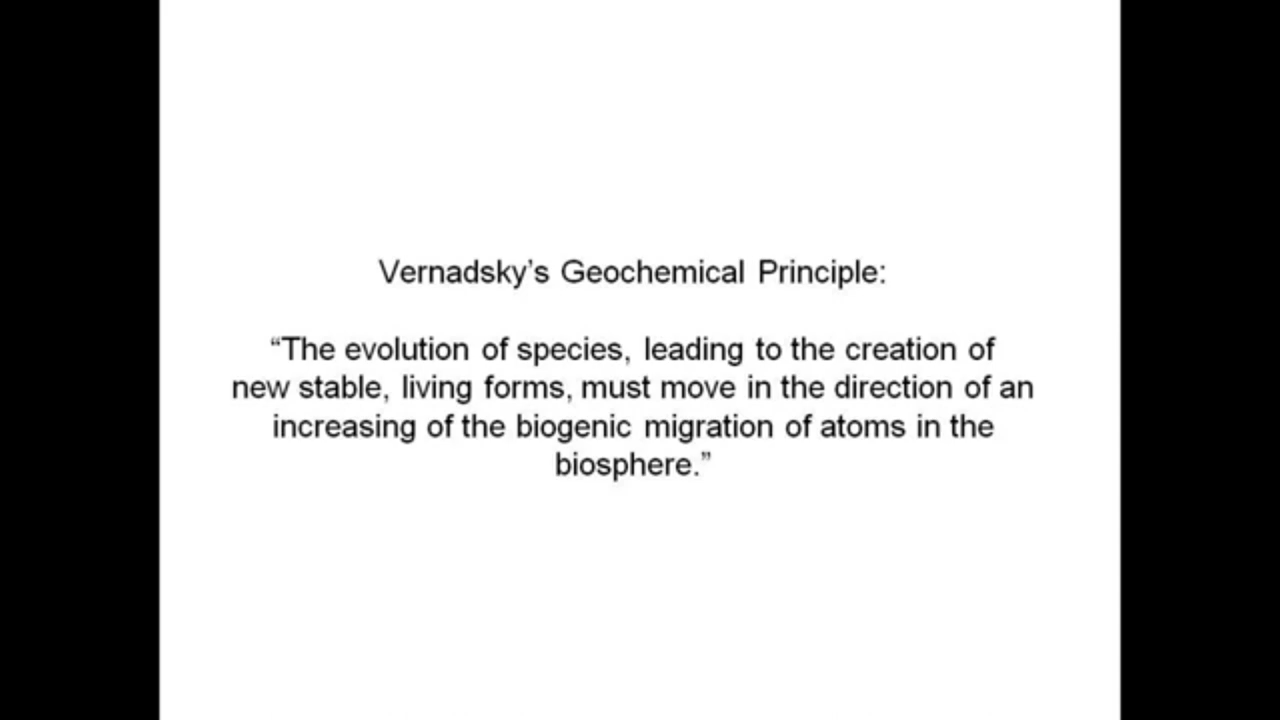 Vernadsky’s Geochemical Principle:
“The evolution of species, leading to the creation of
new stable, living forms, must move in the direction of an
increasing of the biogenic migration of atoms in the
biosphere.”